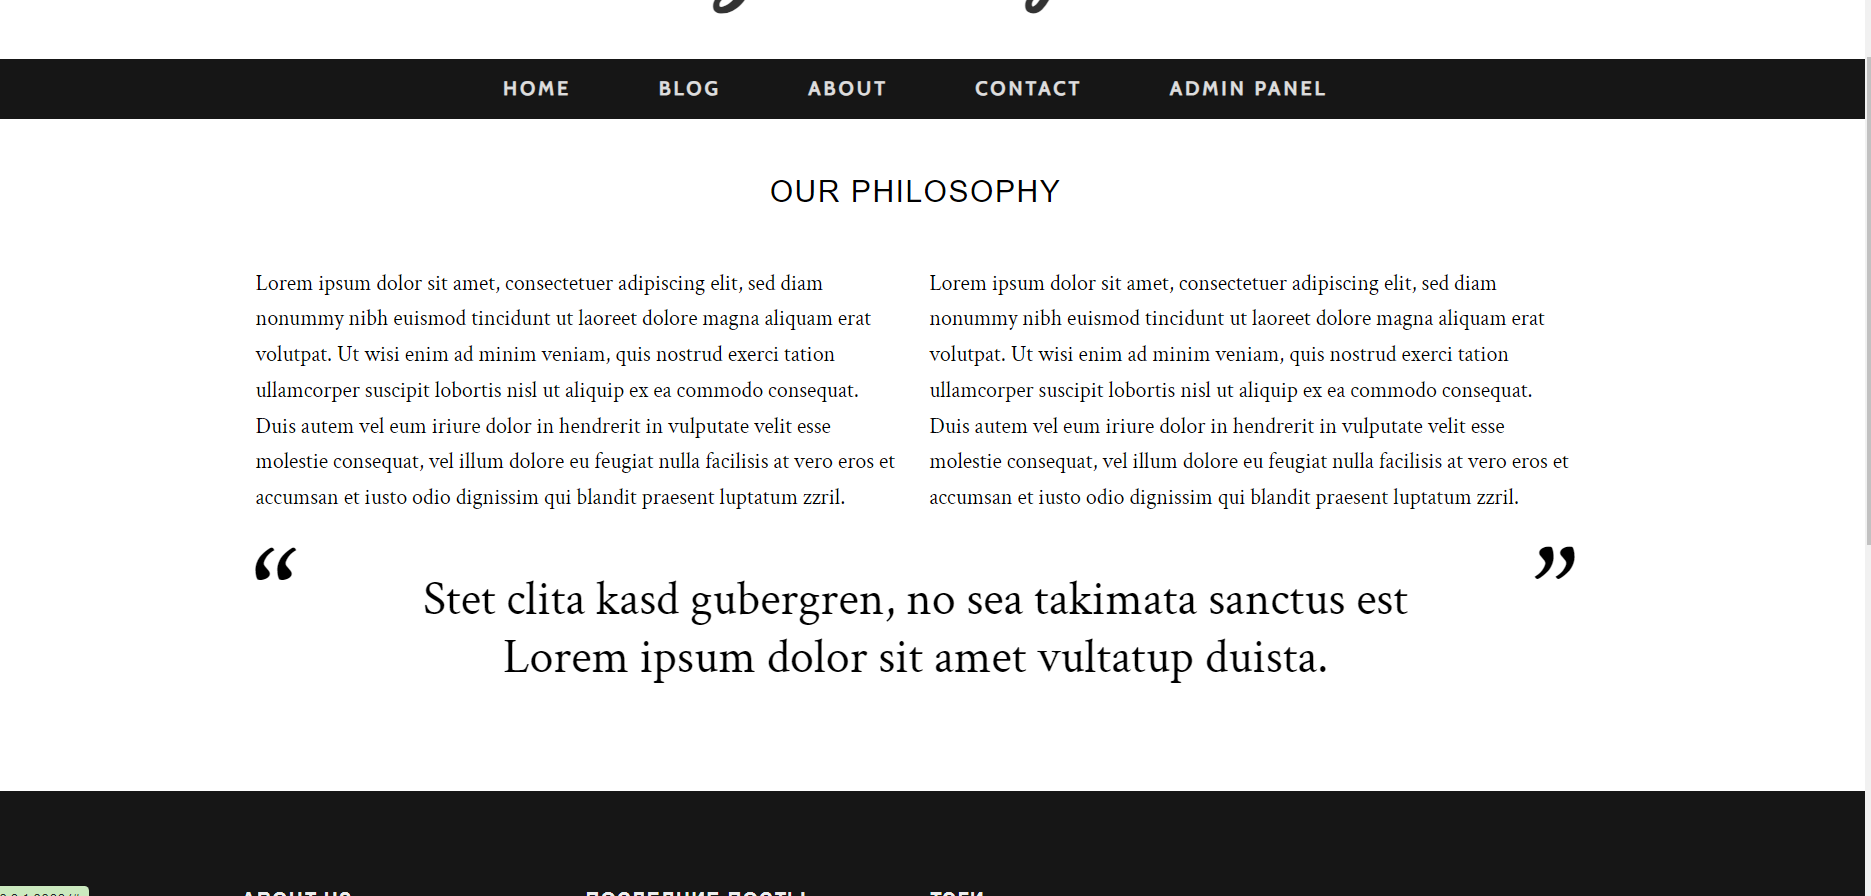 HOME BLOG ABOUT CONTACT ADMIN PANEL
OUR PHILOSOPHY
Lorem ipsum dolor sit amet, consectetuer adipiscing elit, sed diam
nonummy nibh euismod tincidunt ut laoreet dolore magna aliquam erat
volutpat. Ut wisi enim ad minim veniam, quis nostrud exerci tation
ullamcorper suscipit lobortis nisl ut aliquip ex ea commodo consequat.
Duis autem vel eum iriure dolor in hendrerit in vulputate velit esse
molestie consequat, vel illum dolore eu feugiat nulla facilisis at vero eros et
accumsan et iusto odio dignissim qui blandit praesent luptatum zzril.
Lorem ipsum dolor sit amet, consectetuer adipiscing elit, sed diam
nonummy nibh euismod tincidunt ut laoreet dolore magna aliquam erat
volutpat. Ut wisi enim ad minim veniam, quis nostrud exerci tation
ullamcorper suscipit lobortis nisl ut aliquip ex ea commodo consequat.
Duis autem vel eum iriure dolor in hendrerit in vulputate velit esse
molestie consequat, vel illum dolore eu feugiat nulla facilisis at vero eros et
accumsan et iusto odio dignissim qui blandit praesent luptatum zzril.
“ Stet clita kasd gubergren, no sea takimata sanctus est ”
Lorem ipsum dolor sit amet vultatup duista.
ABOUT US ПОСЛЕДНИЕ ПОСТЫ ТЭГИ